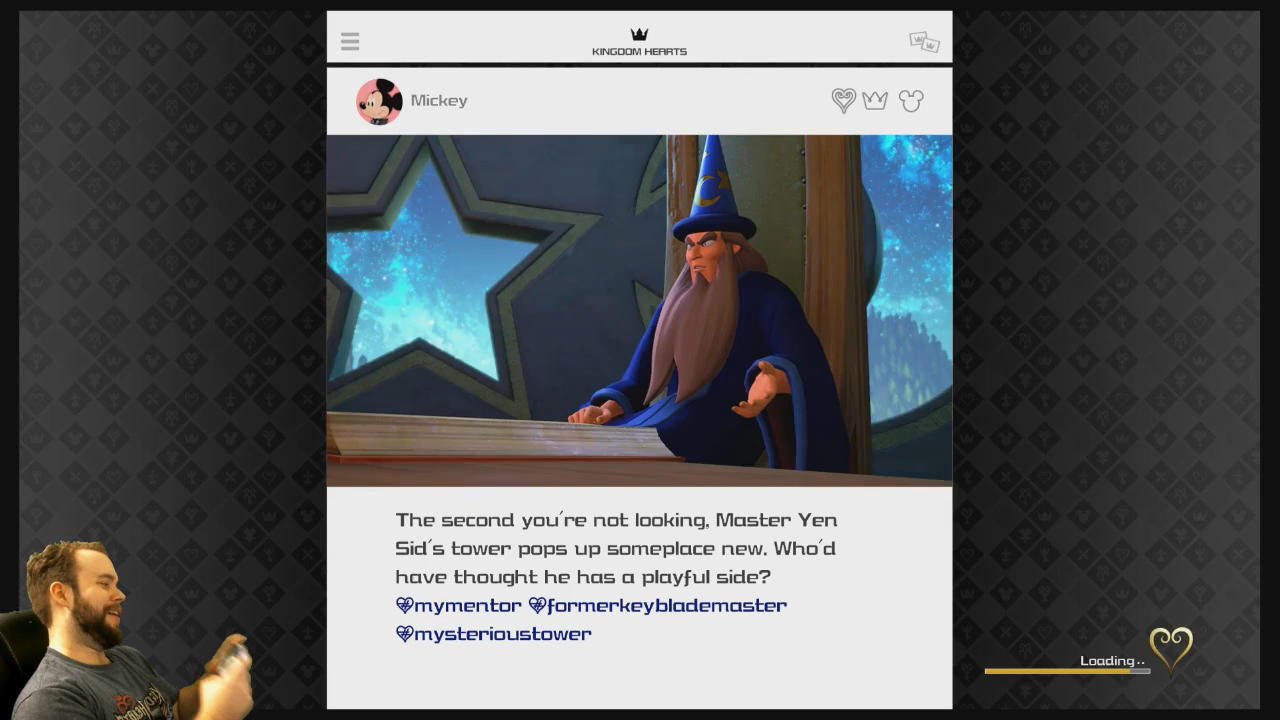 KINGDOM HEARTS
Mickey
The second you're not looking, Master Yen
Sid's tower pops up someplace new. Who'd
have thought he has a playful side?
mymentor formerkeyblademaster
mysterioustower
Loading..